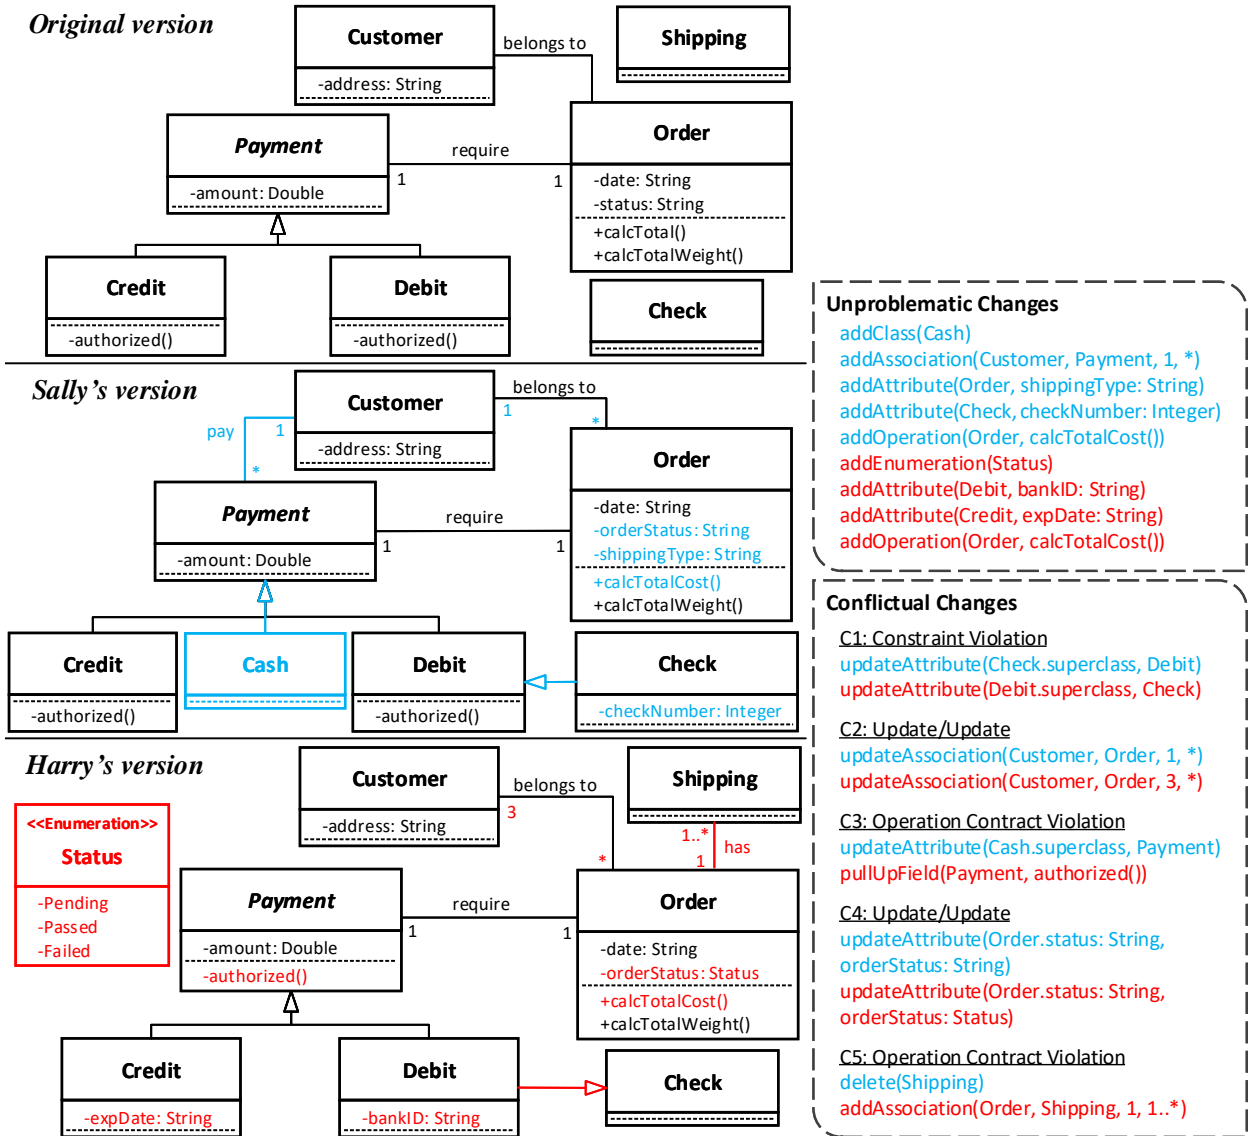 Original version
Customer
-address: String
belongs to
Shipping
Payment
-amount: Double
require
1
1
Order
-date: String
-status: String
+calcTotal()
+calcTotalWeight()
Credit
-authorized()
Debit
-authorized()
Check
Sally's version
Customer
-address: String
belongs to
1
*
pay
1
*
Payment
-amount: Double
require
1
1
Order
-date: String
-orderStatus: String
-shippingType: String
+calcTotalCost()
+calcTotalWeight()
Credit
-authorized()
Cash
Debit
-authorized()
Check
-checkNumber: Integer
Harry's version
Customer
-address: String
belongs to
3
*
Shipping
1..*
has
1
<<Enumeration>>
Status
-Pending
-Passed
-Failed
Payment
-amount: Double
-authorized()
require
1
1
Order
-date: String
-orderStatus: Status
+calcTotalCost()
+calcTotalWeight()
Credit
-expDate: String
Debit
-bankID: String
Check
Unproblematic Changes
addClass(Cash)
addAssociation(Customer, Payment, 1, *)
addAttribute(Order, shippingType: String)
addAttribute(Check, checkNumber: Integer)
addOperation(Order, calcTotalCost())
addEnumeration(Status)
addAttribute(Debit, bankID: String)
addAttribute(Credit, expDate: String)
addOperation(Order, calcTotalCost())
Conflictual Changes
C1: Constraint Violation
updateAttribute(Check.superclass, Debit)
updateAttribute(Debit.superclass, Check)
C2: Update/Update
updateAssociation(Customer, Order, 1, *)
updateAssociation(Customer, Order, 3, *)
C3: Operation Contract Violation
updateAttribute(Cash.superclass, Payment)
pullUpField(Payment, authorized())
C4: Update/Update
updateAttribute(Order.status: String,
orderStatus: String)
updateAttribute(Order.status: String,
orderStatus: Status)
C5: Operation Contract Violation
delete(Shipping)
addAssociation(Order, Shipping, 1, 1..*)